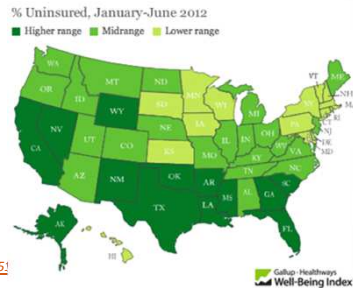 % Uninsured, January-June 2012
Higher range Midrange Lower range
WA
MT
ND
MN
VT
ME
OR
ID
SD
WI
NY
WY
MI
IA
PA
NE
NV
IL
IN
OH
NJ
UT
CO
DE
CA
KS
MO
WV
VA
MD
KY
NC
AZ
NM
OK
AR
TN
SC
TX
LA
MS
AL
GA
AK
FL
HI
Gallup-Healthways
Well-Being Index